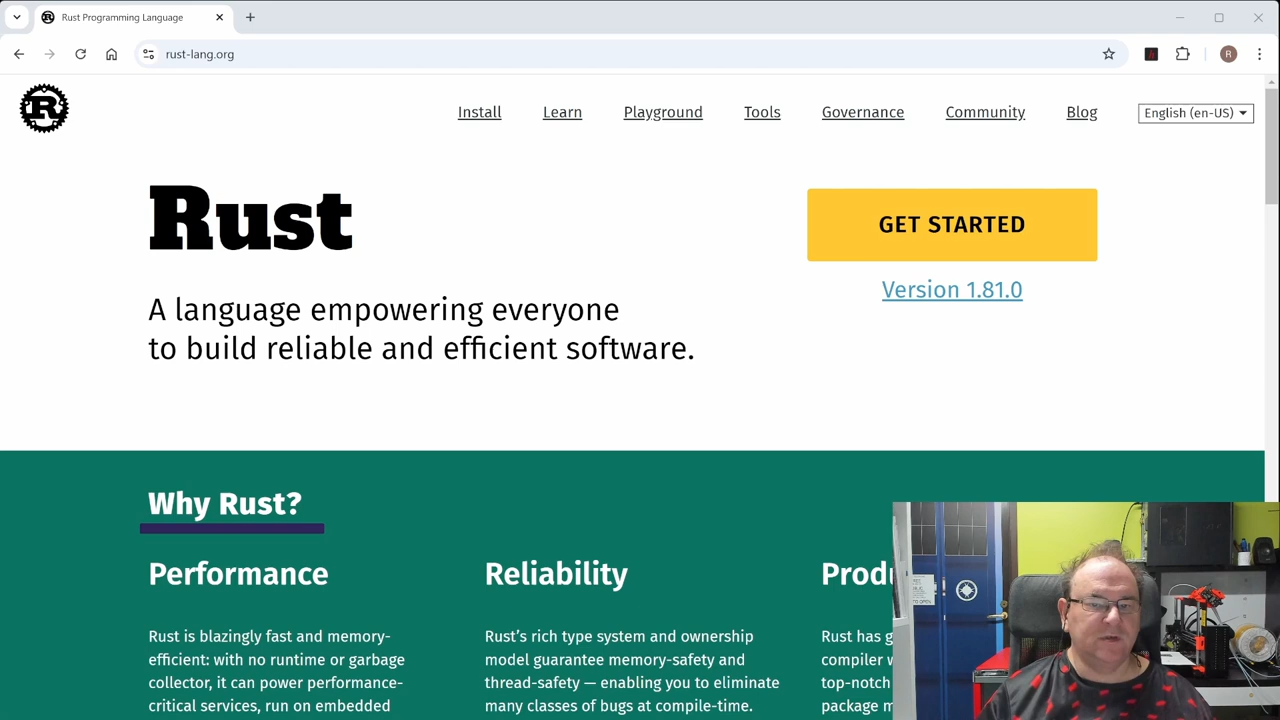 Rust Programming Language
rust-lang.org
R
R
Install Learn Playground Tools Governance Community Blog English (en-US)
Rust
GET STARTED
Version 1.81.0
A language empowering everyone
to build reliable and efficient software.
Why Rust?
Performance
Rust is blazingly fast and memory-
efficient: with no runtime or garbage
collector, it can power performance-
critical services, run on embedded
Reliability
Rust’s rich type system and ownership
model guarantee memory-safety and
thread-safety — enabling you to eliminate
many classes of bugs at compile-time.
Produ
Rust has g
compiler w
top-notch
package m
TO OPEN